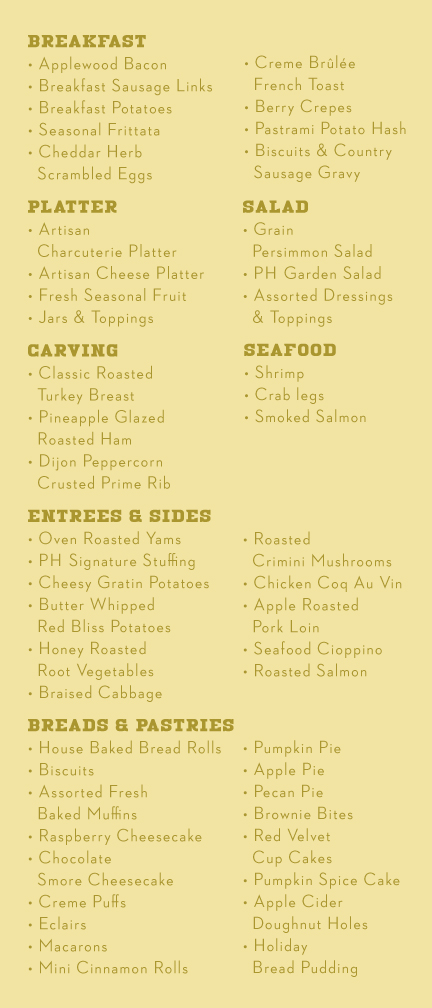 BREAKFAST
• Applewood Bacon
• Breakfast Sausage Links
• Breakfast Potatoes
• Seasonal Frittata
• Cheddar Herb
Scrambled Eggs
• Creme Brûlée
French Toast
• Berry Crepes
• Pastrami Potato Hash
• Biscuits & Country
Sausage Gravy
PLATTER
• Artisan
Charcuterie Platter
• Artisan Cheese Platter
• Fresh Seasonal Fruit
• Jars & Toppings
SALAD
• Grain
Persimmon Salad
• PH Garden Salad
• Assorted Dressings
& Toppings
CARVING
• Classic Roasted
Turkey Breast
• Pineapple Glazed
Roasted Ham
• Dijon Peppercorn
Crusted Prime Rib
SEAFOOD
• Shrimp
• Crab legs
• Smoked Salmon
ENTREES & SIDES
• Oven Roasted Yams
• PH Signature Stuffing
• Cheesy Gratin Potatoes
• Butter Whipped
Red Bliss Potatoes
• Honey Roasted
Root Vegetables
• Braised Cabbage
• Roasted
Crimini Mushrooms
• Chicken Coq Au Vin
• Apple Roasted
Pork Loin
• Seafood Cioppino
• Roasted Salmon
BREADS & PASTRIES
• House Baked Bread Rolls
• Biscuits
• Assorted Fresh
Baked Muffins
• Raspberry Cheesecake
• Chocolate
Smore Cheesecake
• Creme Puffs
• Eclairs
• Macarons
• Mini Cinnamon Rolls
• Pumpkin Pie
• Apple Pie
• Pecan Pie
• Brownie Bites
• Red Velvet
Cup Cakes
• Pumpkin Spice Cake
• Apple Cider
Doughnut Holes
• Holiday
Bread Pudding